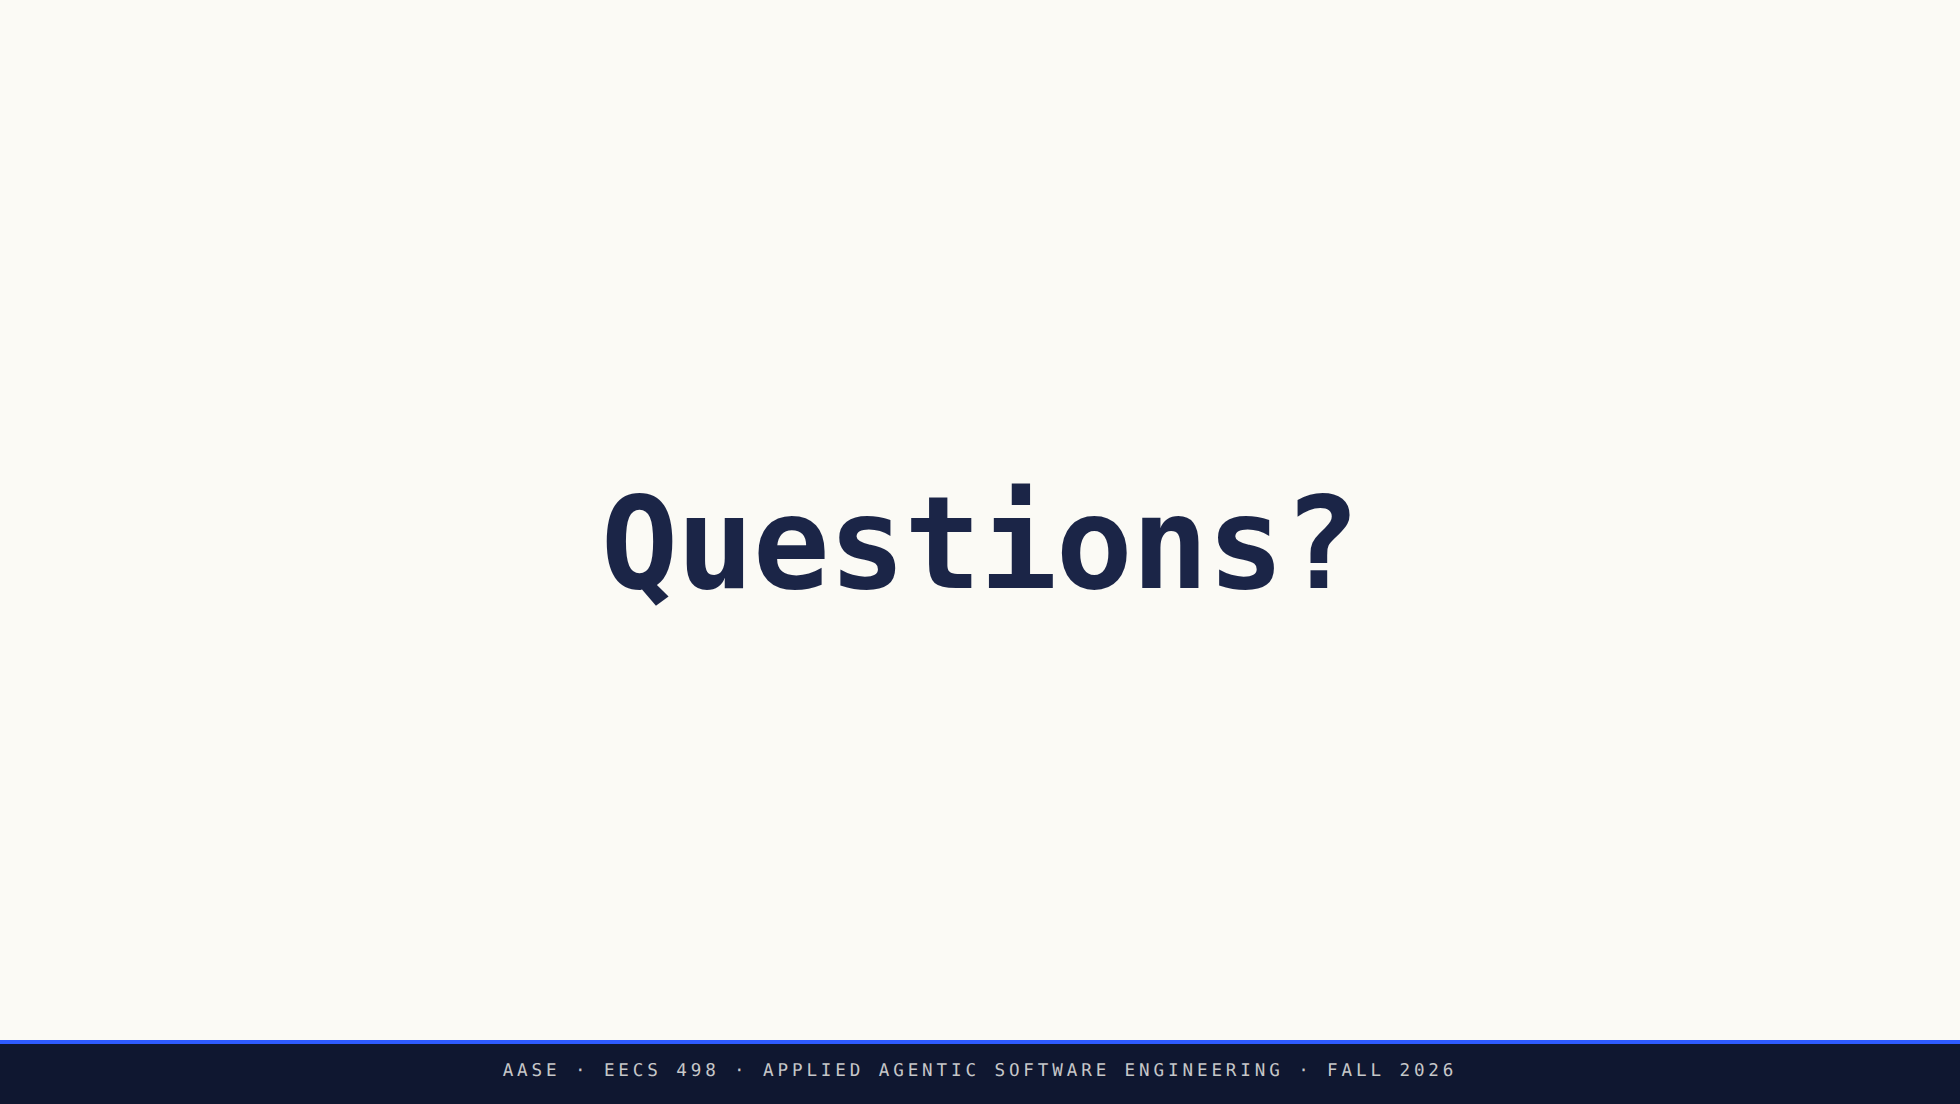 Questions?
AASE · EECS 498 · APPLIED AGENTIC SOFTWARE ENGINEERING · FALL 2026